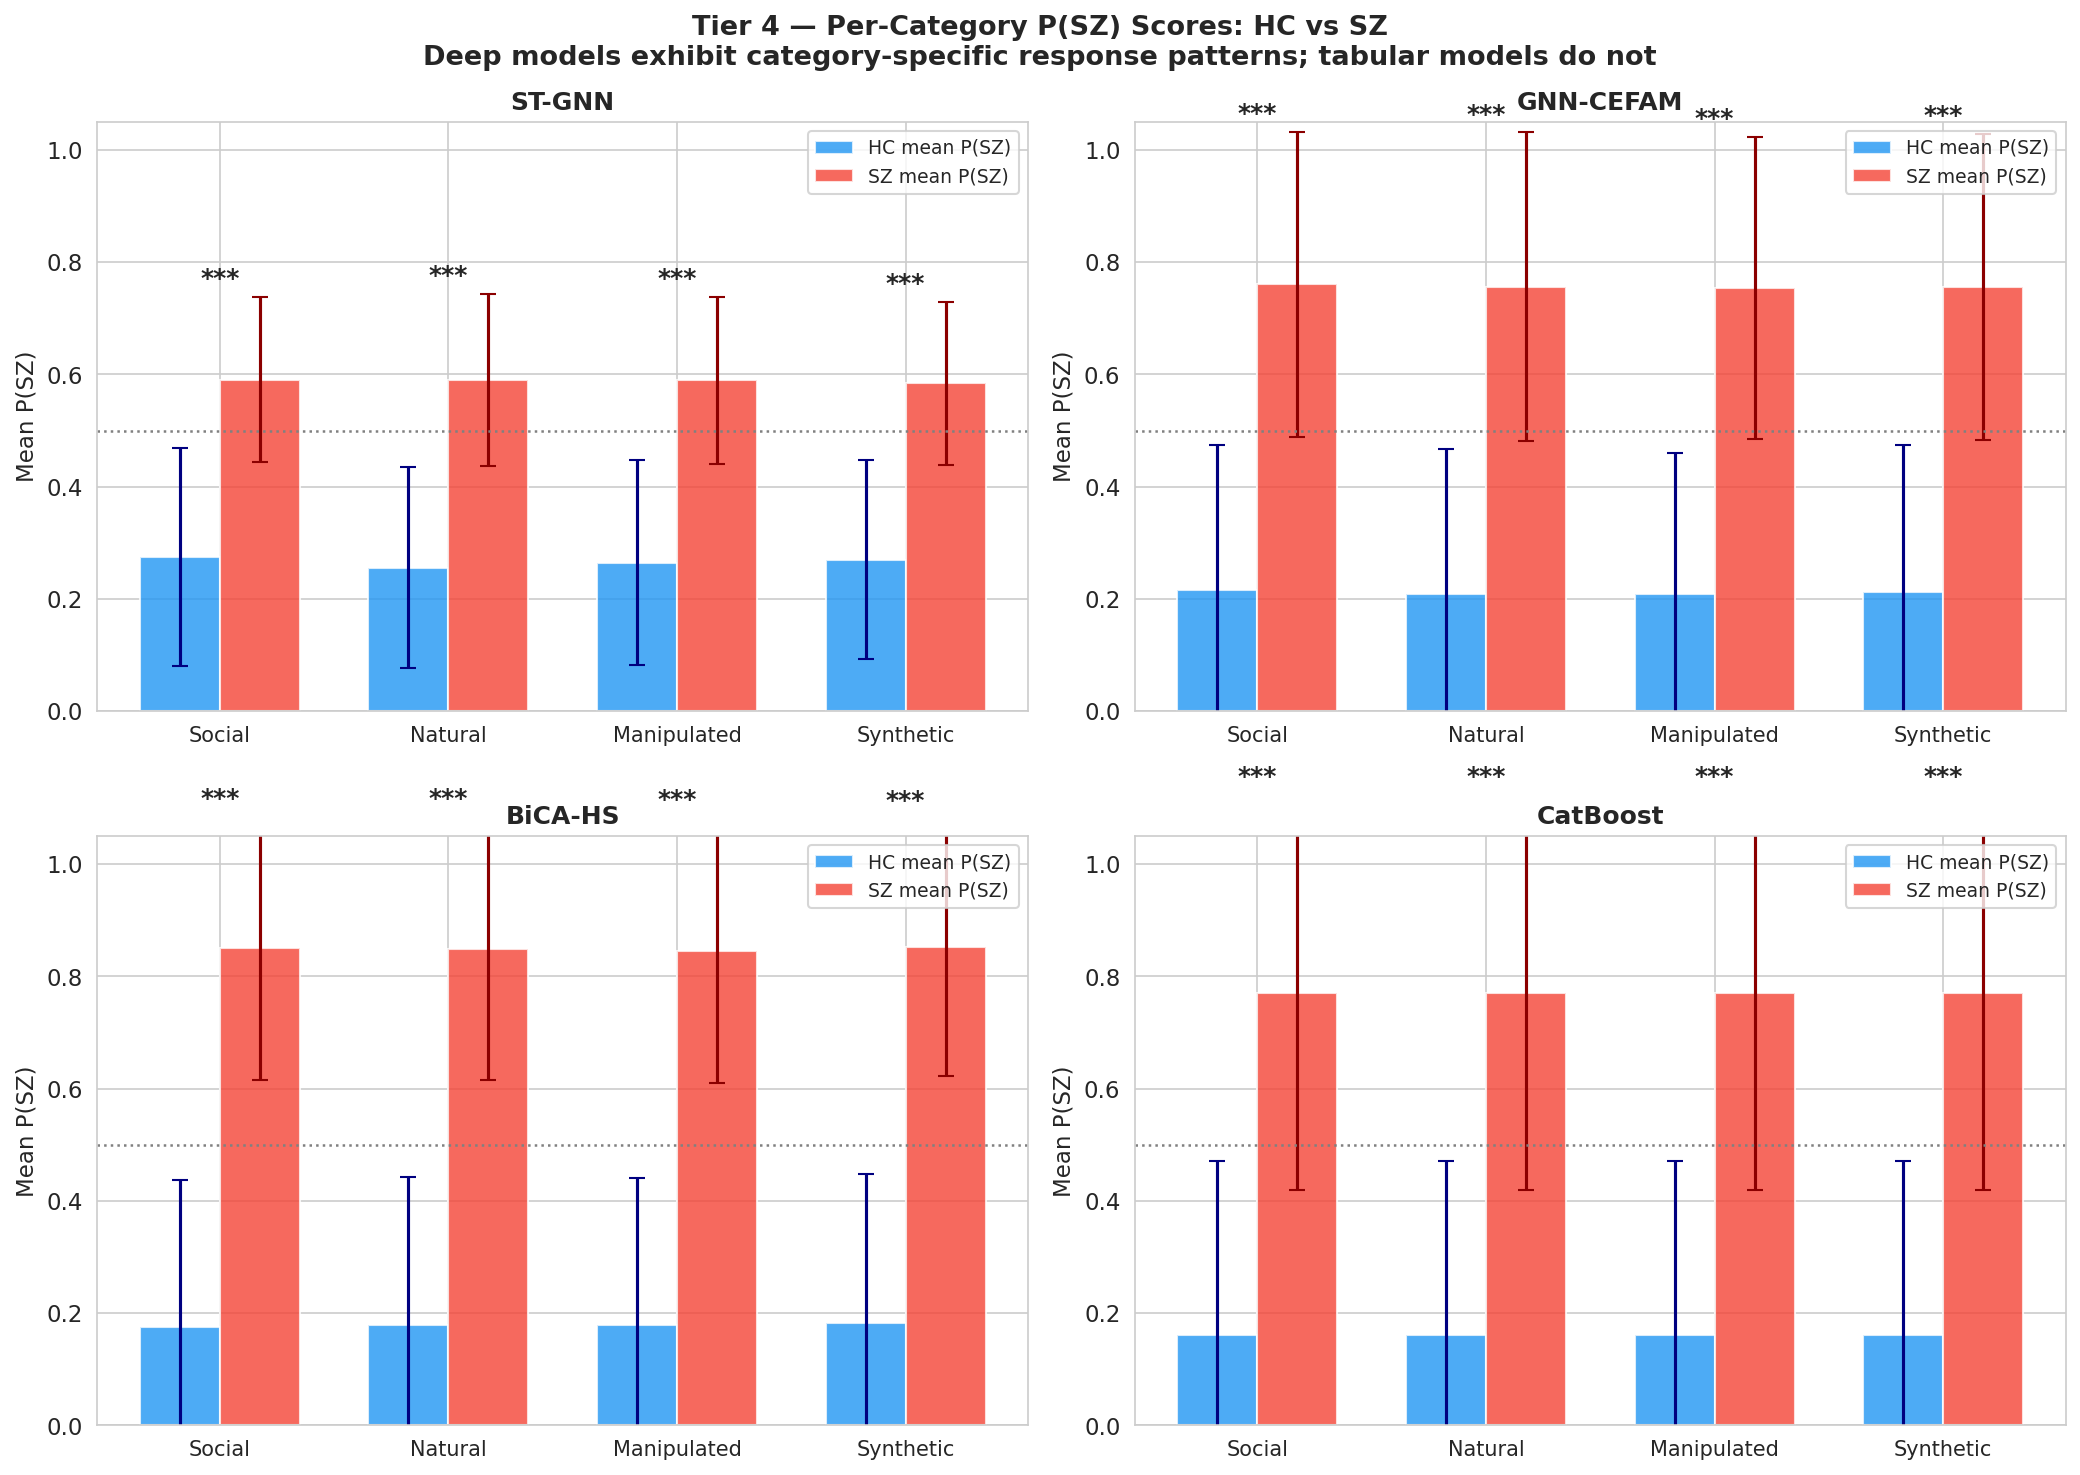 Tier 4 — Per-Category P(SZ) Scores: HC vs SZ
Deep models exhibit category-specific response patterns; tabular models do not
ST-GNN
Mean P(SZ)
1.0
0.8
0.6
0.4
0.2
0.0
HC mean P(SZ)
SZ mean P(SZ)
*** *** *** ***
Social Natural Manipulated Synthetic
GNN-CEFAM
*** *** *** ***
Mean P(SZ)
1.0
0.8
0.6
0.4
0.2
0.0
HC mean P(SZ)
SZ mean P(SZ)
Social Natural Manipulated Synthetic
*** *** *** ***
BiCA-HS
Mean P(SZ)
1.0
0.8
0.6
0.4
0.2
0.0
HC mean P(SZ)
SZ mean P(SZ)
Social Natural Manipulated Synthetic
*** *** *** ***
CatBoost
Mean P(SZ)
1.0
0.8
0.6
0.4
0.2
0.0
HC mean P(SZ)
SZ mean P(SZ)
Social Natural Manipulated Synthetic